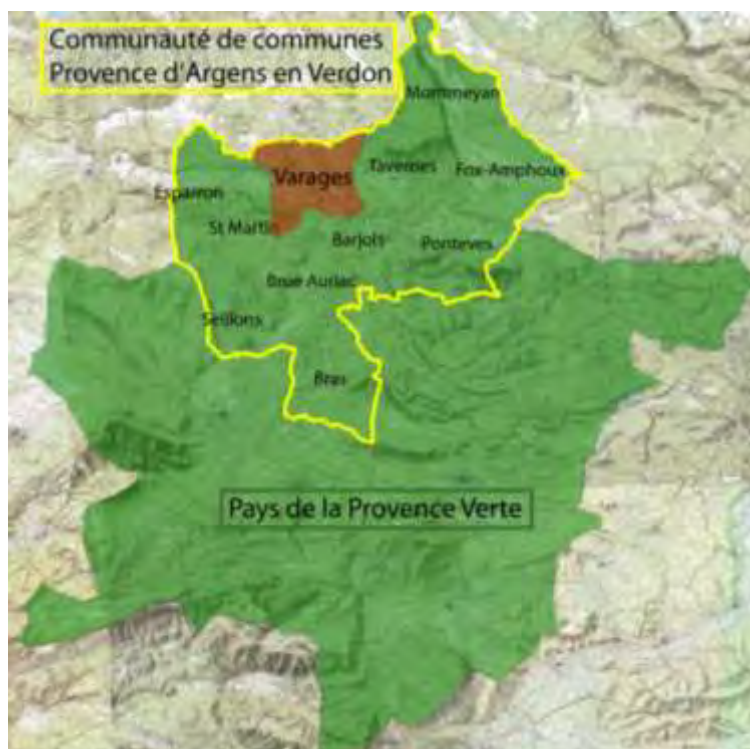 Communauté de communes
Provence d'Argens en Verdon
Montmeyan
Varages
Tavernes
Fox-Amphoux
Esparron
St Martin
Barjols
Ponteves
Brue Auriac
Seillons
Bras
Pays de la Provence Verte